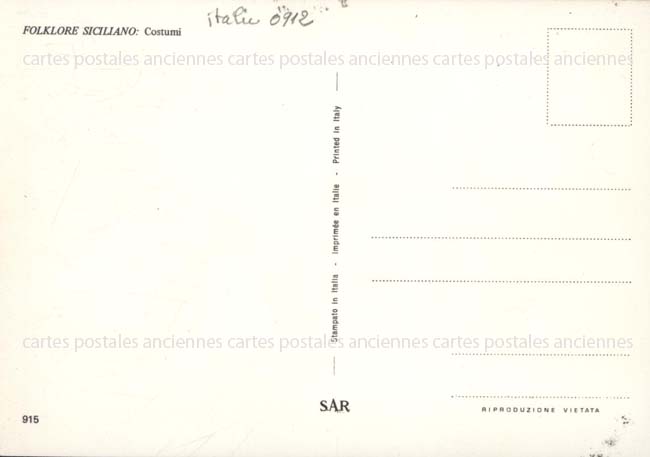 italie 0912
FOLKLORE SICILIANO: Costumi
cartes postales anciennes cartes postales anciennes cartes postales anciennes
Stampato in Italia - Imprimée en Italie - Printed in Italy
cartes postales anciennes cartes postales anciennes cartes postales anciennes
SAR
RIPRODUZIONE VIETATA
915